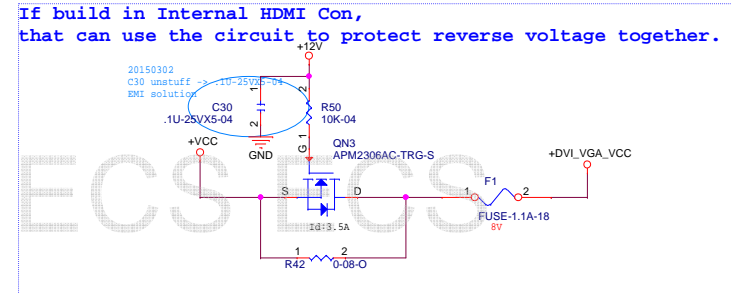 If build in Internal HDMI Con,
that can use the circuit to protect reverse voltage together.
+12V
20150302
C30 unstuff -> .1U-25VX5-04
EMI solution
1
2
C30
.1U-25VX5-04
2
R50
10K-04
1
GND
G
QN3
APM2306AC-TRG-S
+VCC
+DVI_VGA_VCC
ECS ECS
S
D
1
F1
2
FUSE-1.1A-18
8V
Id:3.5A
1
2
R42
0-08-O